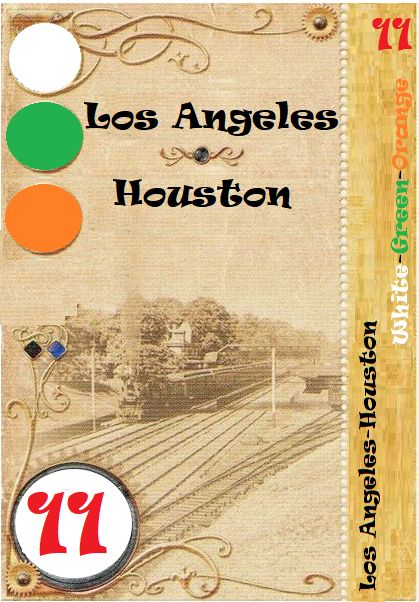 Los Angeles
Houston
11
11
White-Green-Orange
Los Angeles-Houston